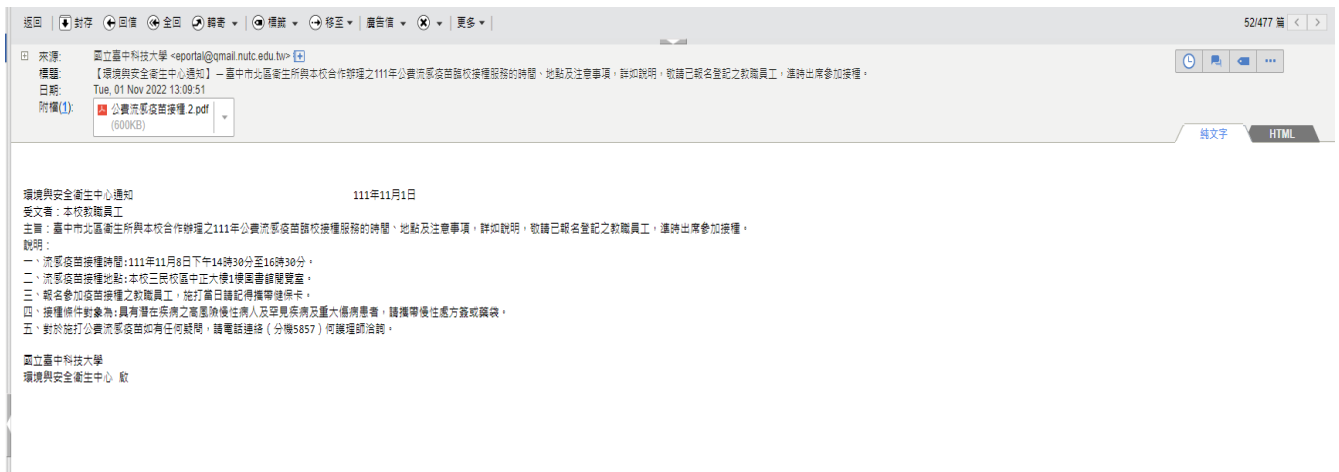 返回 封存 回信 全回 轉寄 標籤 移至 廣告信 更多 52/477 篇
來源: 國立臺中科技大學 <eportal@qmail.nutc.edu.tw>
標題: 【環境與安全衛生中心通知】－臺中市北區衛生所與本校合作辦理之111年公費流感疫苗蒞校接種服務的時間、地點及注意事項，詳如說明，敬請已報名登記之教職員工，準時出席參加接種。
日期: Tue, 01 Nov 2022 13:09:51
附檔(1): 公費流感疫苗接種.2.pdf
(600KB)
純文字 HTML
環境與安全衛生中心通知 111年11月1日
受文者：本校教職員工
主旨：臺中市北區衛生所與本校合作辦理之111年公費流感疫苗蒞校接種服務的時間、地點及注意事項，詳如說明，敬請已報名登記之教職員工，準時出席參加接種。
說明：
一、流感疫苗接種時間:111年11月8日下午14時30分至16時30分。
二、流感疫苗接種地點:本校三民校區中正大樓1樓圖書館閱覽室。
三、報名參加疫苗接種之教職員工，施打當日請記得攜帶健保卡。
四、接種條件對象為:具有潛在疾病之高風險慢性病人及罕見疾病及重大傷病患者，請攜帶慢性處方箋或藥袋。
五、對於施打公費流感疫苗如有任何疑問，請電話連絡（分機5857）何護理師洽詢。
國立臺中科技大學
環境與安全衛生中心 敬啟